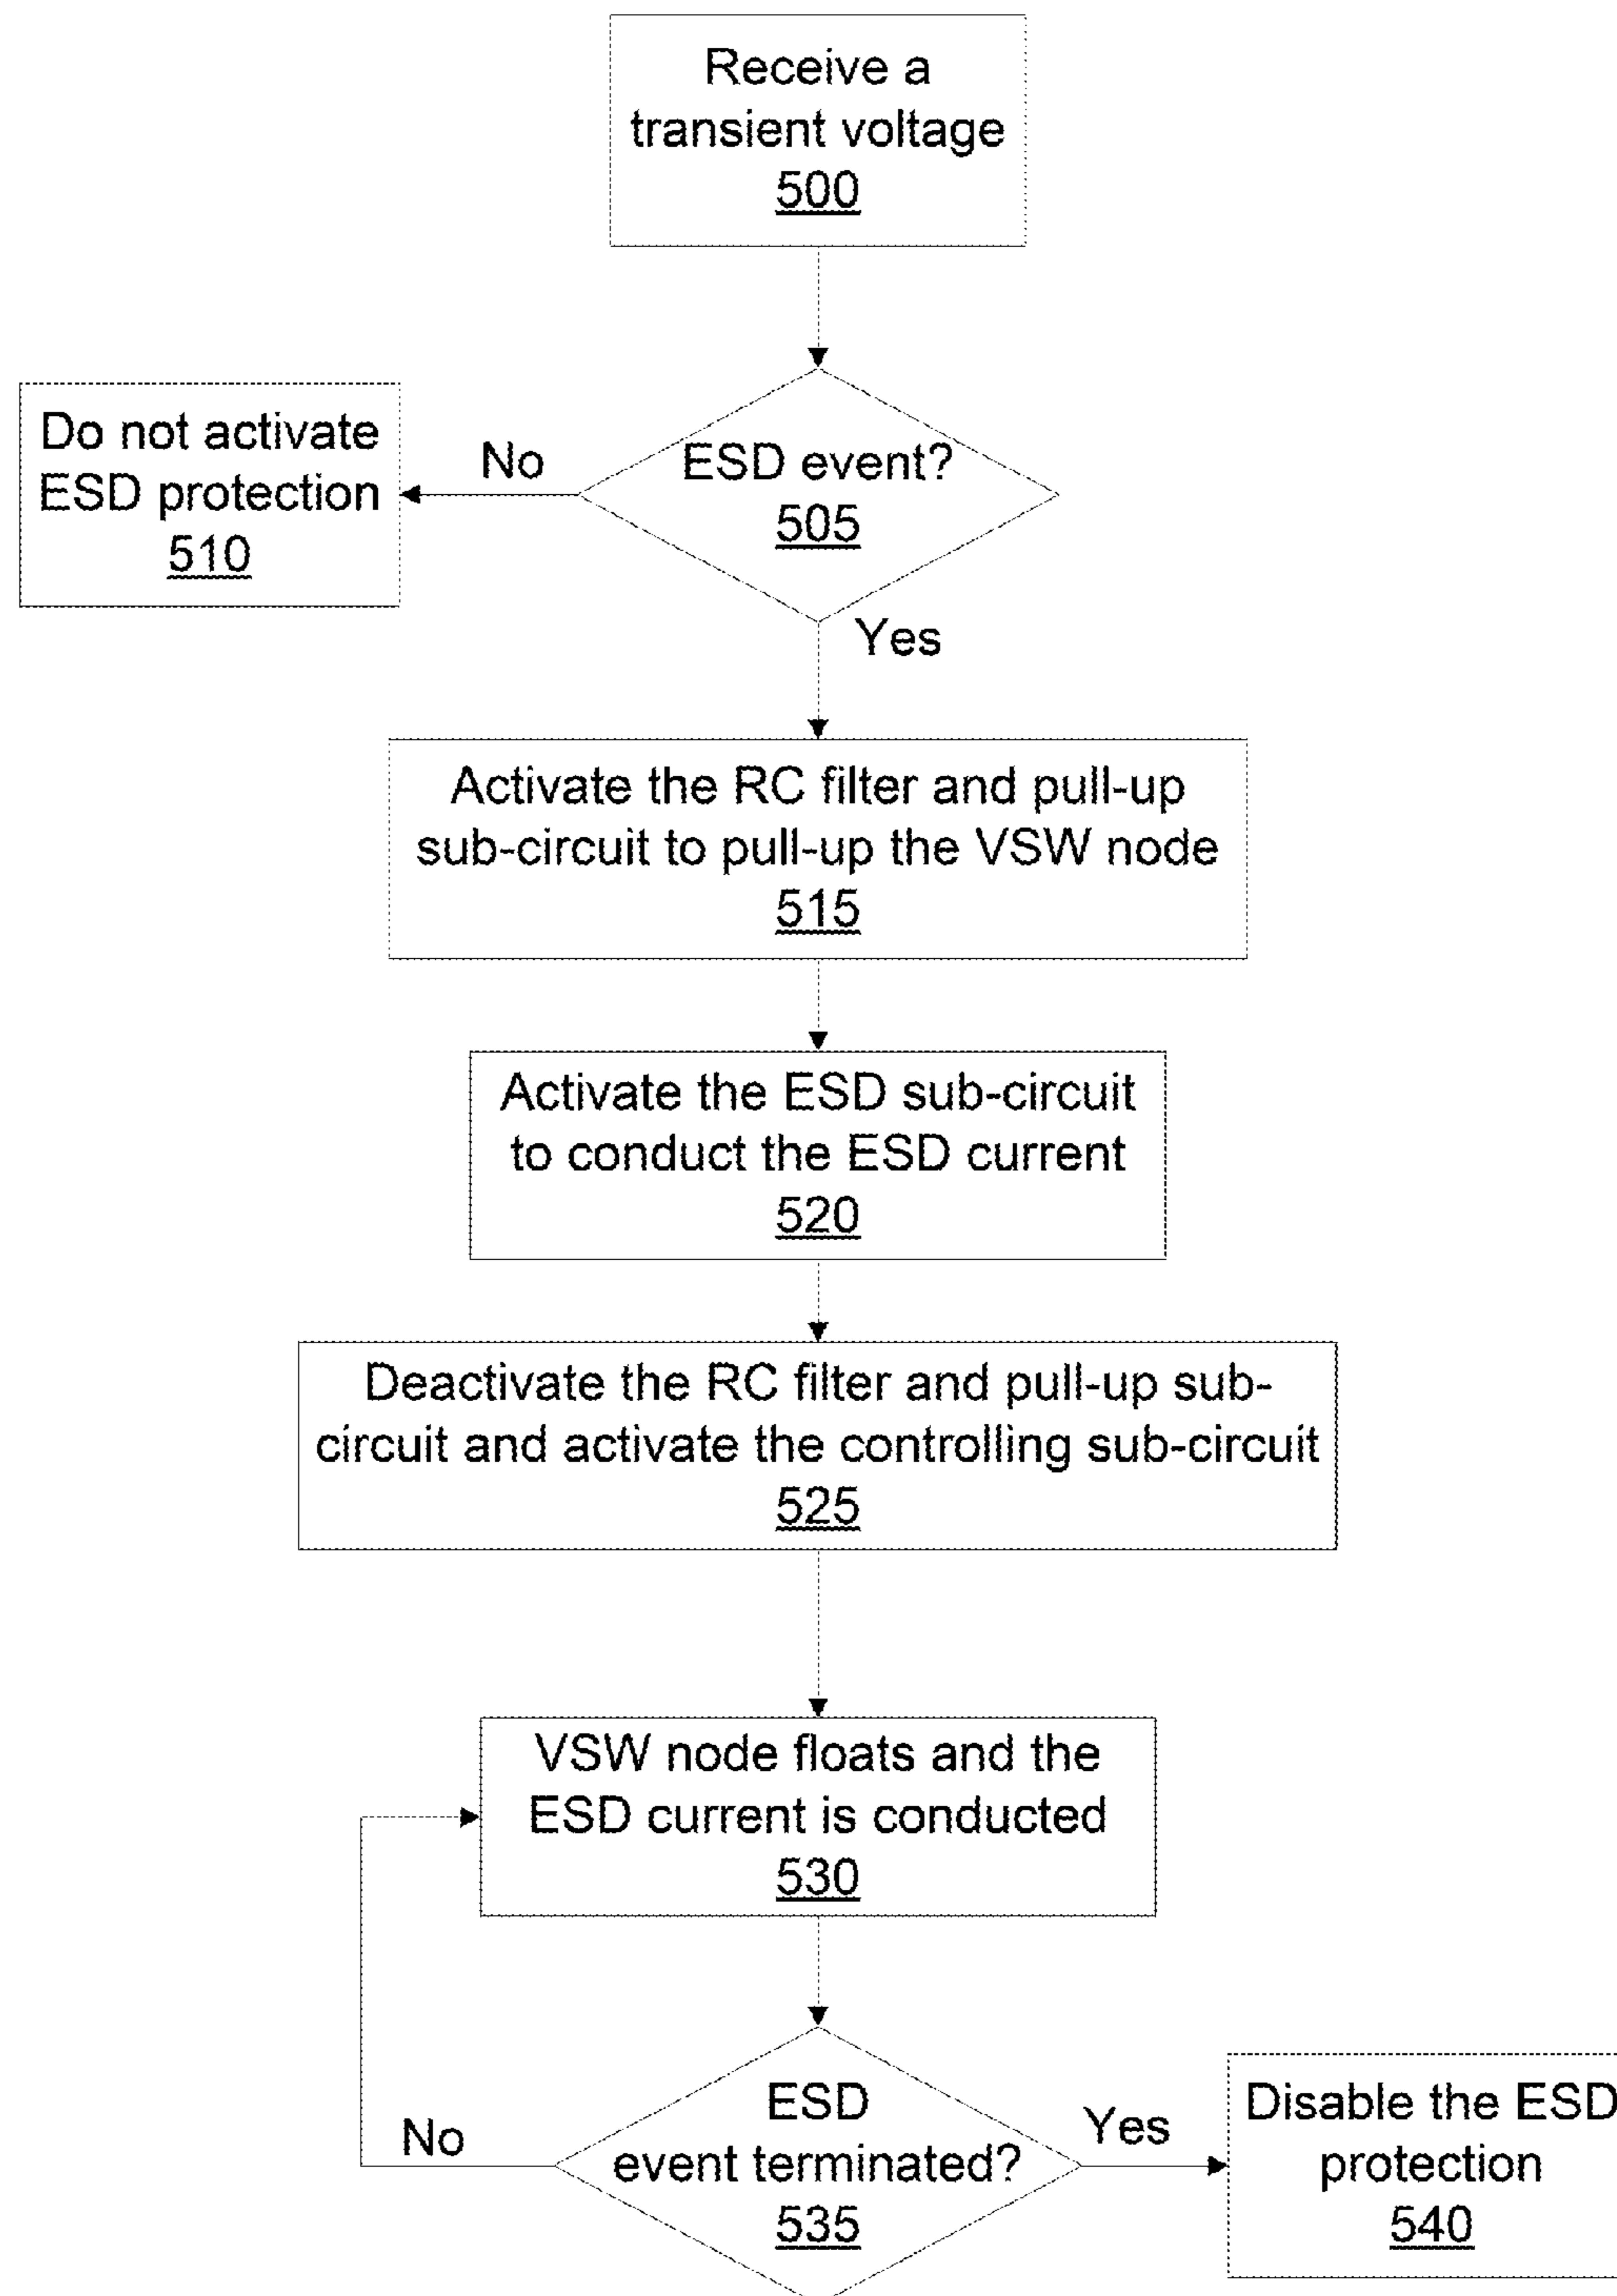 Receive a
transient voltage
500
ESD event?
505
No
Do not activate
ESD protection
510
Yes
Activate the RC filter and pull-up
sub-circuit to pull-up the VSW node
515
Activate the ESD sub-circuit
to conduct the ESD current
520
Deactivate the RC filter and pull-up sub-
circuit and activate the controlling sub-circuit
525
VSW node floats and the
ESD current is conducted
530
ESD
event terminated?
535
No
Yes
Disable the ESD
protection
540